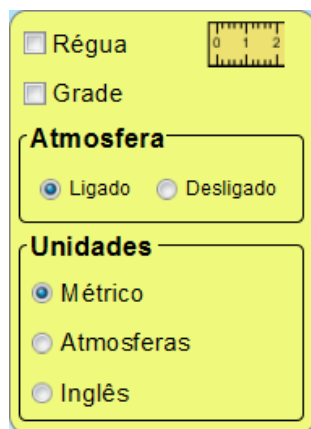 Régua
0 1 2
Grade
Atmosfera
Ligado Desligado
Unidades
Métrico
Atmosferas
Inglês